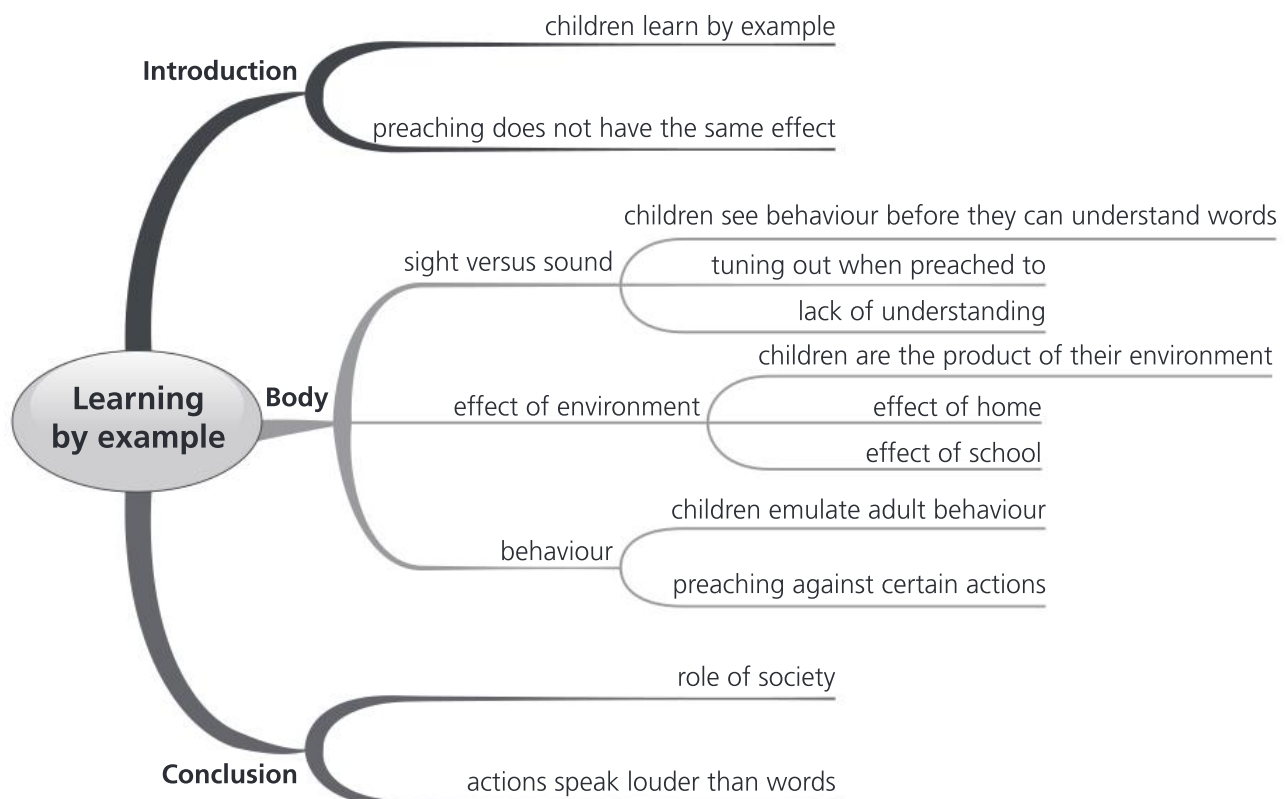 children learn by example
Introduction
preaching does not have the same effect
children see behaviour before they can understand words
sight versus sound
tuning out when preached to
lack of understanding
children are the product of their environment
Learning
by example
Body
effect of environment
effect of home
effect of school
children emulate adult behaviour
behaviour
preaching against certain actions
role of society
Conclusion
actions speak louder than words